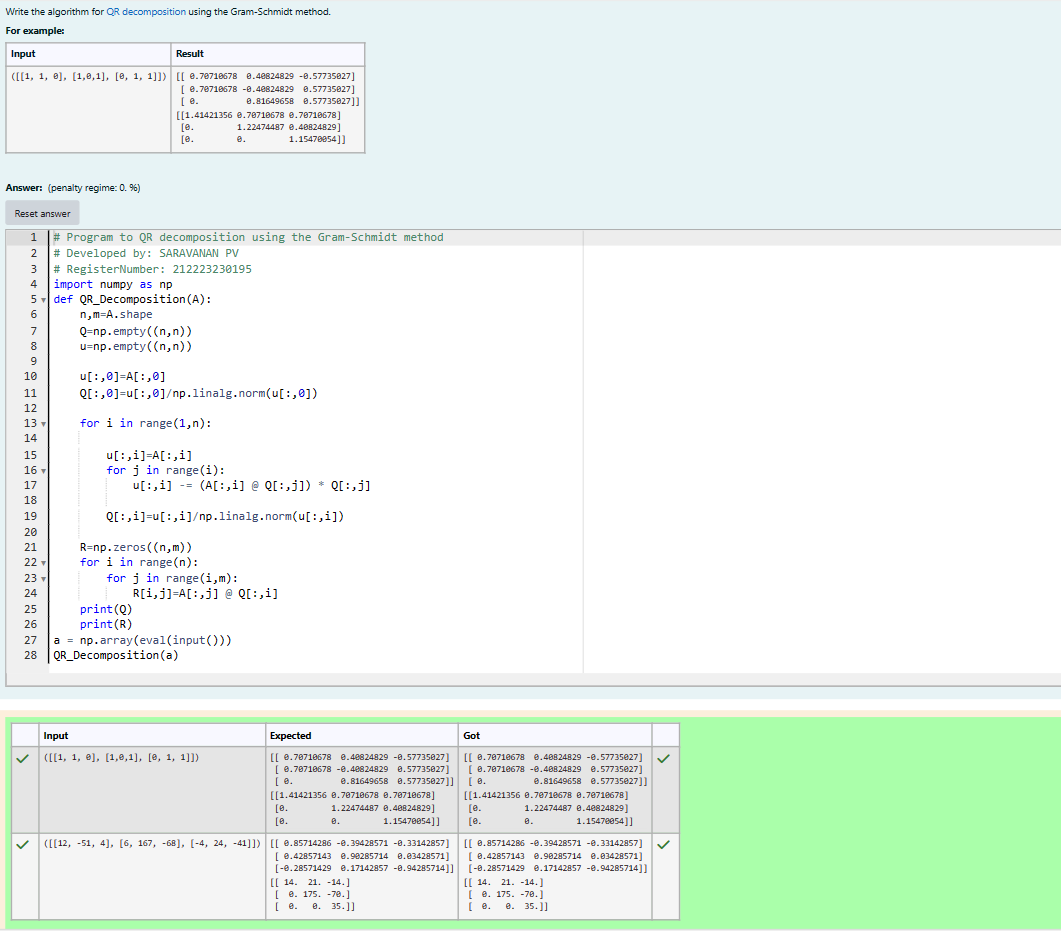 Write the algorithm for QR decomposition using the Gram-Schmidt method.
For example:
Input Result
([[1, 1, 0], [1,0,1], [0, 1, 1]]) [[ 0.70710678  0.40824829 -0.57735027]
[ 0.70710678 -0.40824829  0.57735027]
[ 0.          0.81649658  0.57735027]]
[[1.41421356 0.70710678 0.70710678]
[0.         1.22474487 0.40824829]
[0.         0.         1.15470054]]
Answer: (penalty regime: 0. %)
Reset answer
1 # Program to QR decomposition using the Gram-Schmidt method
2 # Developed by: SARAVANAN PV
3 # RegisterNumber: 212223230195
4 import numpy as np
5 def QR_Decomposition(A):
6     n,m=A.shape
7     Q=np.empty((n,n))
8     u=np.empty((n,n))
9
10     u[:,0]=A[:,0]
11     Q[:,0]=u[:,0]/np.linalg.norm(u[:,0])
12
13     for i in range(1,n):
14
15         u[:,i]=A[:,i]
16         for j in range(i):
17             u[:,i] -= (A[:,i] @ Q[:,j]) * Q[:,j]
18
19         Q[:,i]=u[:,i]/np.linalg.norm(u[:,i])
20
21     R=np.zeros((n,m))
22     for i in range(n):
23         for j in range(i,m):
24             R[i,j]=A[:,j] @ Q[:,i]
25     print(Q)
26     print(R)
27 a = np.array(eval(input()))
28 QR_Decomposition(a)
Input Expected Got
([[1, 1, 0], [1,0,1], [0, 1, 1]]) [[ 0.70710678  0.40824829 -0.57735027] [[ 0.70710678  0.40824829 -0.57735027]
[ 0.70710678 -0.40824829  0.57735027] [ 0.70710678 -0.40824829  0.57735027]
[ 0.          0.81649658  0.57735027]] [ 0.          0.81649658  0.57735027]]
[[1.41421356 0.70710678 0.70710678] [[1.41421356 0.70710678 0.70710678]
[0.         1.22474487 0.40824829] [0.         1.22474487 0.40824829]
[0.         0.         1.15470054]] [0.         0.         1.15470054]]
([[12, -51, 4], [6, 167, -68], [-4, 24, -41]]) [[ 0.85714286 -0.39428571 -0.33142857] [[ 0.85714286 -0.39428571 -0.33142857]
[ 0.42857143  0.90285714  0.03428571] [ 0.42857143  0.90285714  0.03428571]
[-0.28571429  0.17142857 -0.94285714]] [-0.28571429  0.17142857 -0.94285714]]
[[ 14.  21. -14.] [[ 14.  21. -14.]
[  0. 175. -70.] [  0. 175. -70.]
[  0.   0.  35.]] [  0.   0.  35.]]